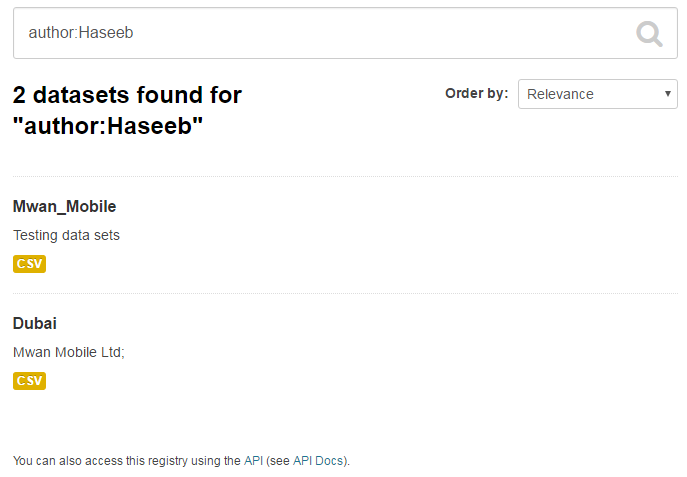 author:Haseeb
2 datasets found for
"author:Haseeb"
Order by: Relevance
Mwan_Mobile
Testing data sets
CSV
Dubai
Mwan Mobile Ltd;
CSV
You can also access this registry using the API (see API Docs).